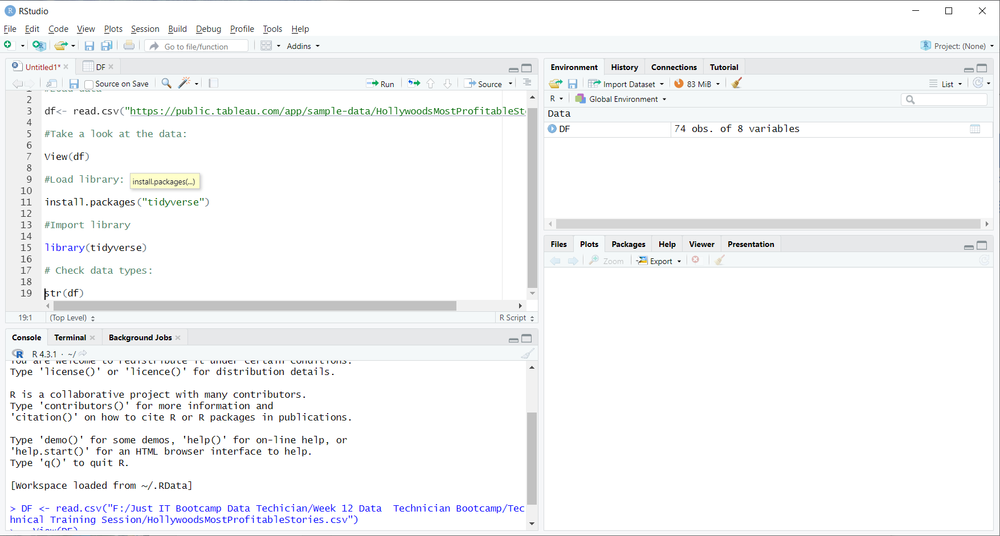 RStudio
File Edit Code View Plots Session Build Debug Profile Tools Help
Go to file/function Addins Project: (None)
Untitled1* DF
Source on Save Run Source
1 #Load data
2
3 df<- read.csv("https://public.tableau.com/app/sample-data/HollywoodsMostProfitableSt
4
5 #Take a look at the data:
6
7 View(df)
8
9 #Load library:
install.packages(...)
10
11 install.packages("tidyverse")
12
13 #Import library
14
15 library(tidyverse)
16
17 # Check data types:
18
19 str(df)
19:1 (Top Level) R Script
Console Terminal Background Jobs
R 4.3.1 · ~/
You are welcome to redistribute it under certain conditions.
Type 'license()' or 'licence()' for distribution details.
R is a collaborative project with many contributors.
Type 'contributors()' for more information and
'citation()' on how to cite R or R packages in publications.
Type 'demo()' for some demos, 'help()' for on-line help, or
'help.start()' for an HTML browser interface to help.
Type 'q()' to quit R.
[Workspace loaded from ~/.RData]
> DF <- read.csv("F:/Just IT Bootcamp Data Techician/Week 12 Data  Technician Bootcamp/Tec
hnical Training Session/HollywoodsMostProfitableStories.csv")
> View(DF)
Environment History Connections Tutorial
Import Dataset 83 MiB List
R Global Environment
Data
DF 74 obs. of 8 variables
Files Plots Packages Help Viewer Presentation
Zoom Export